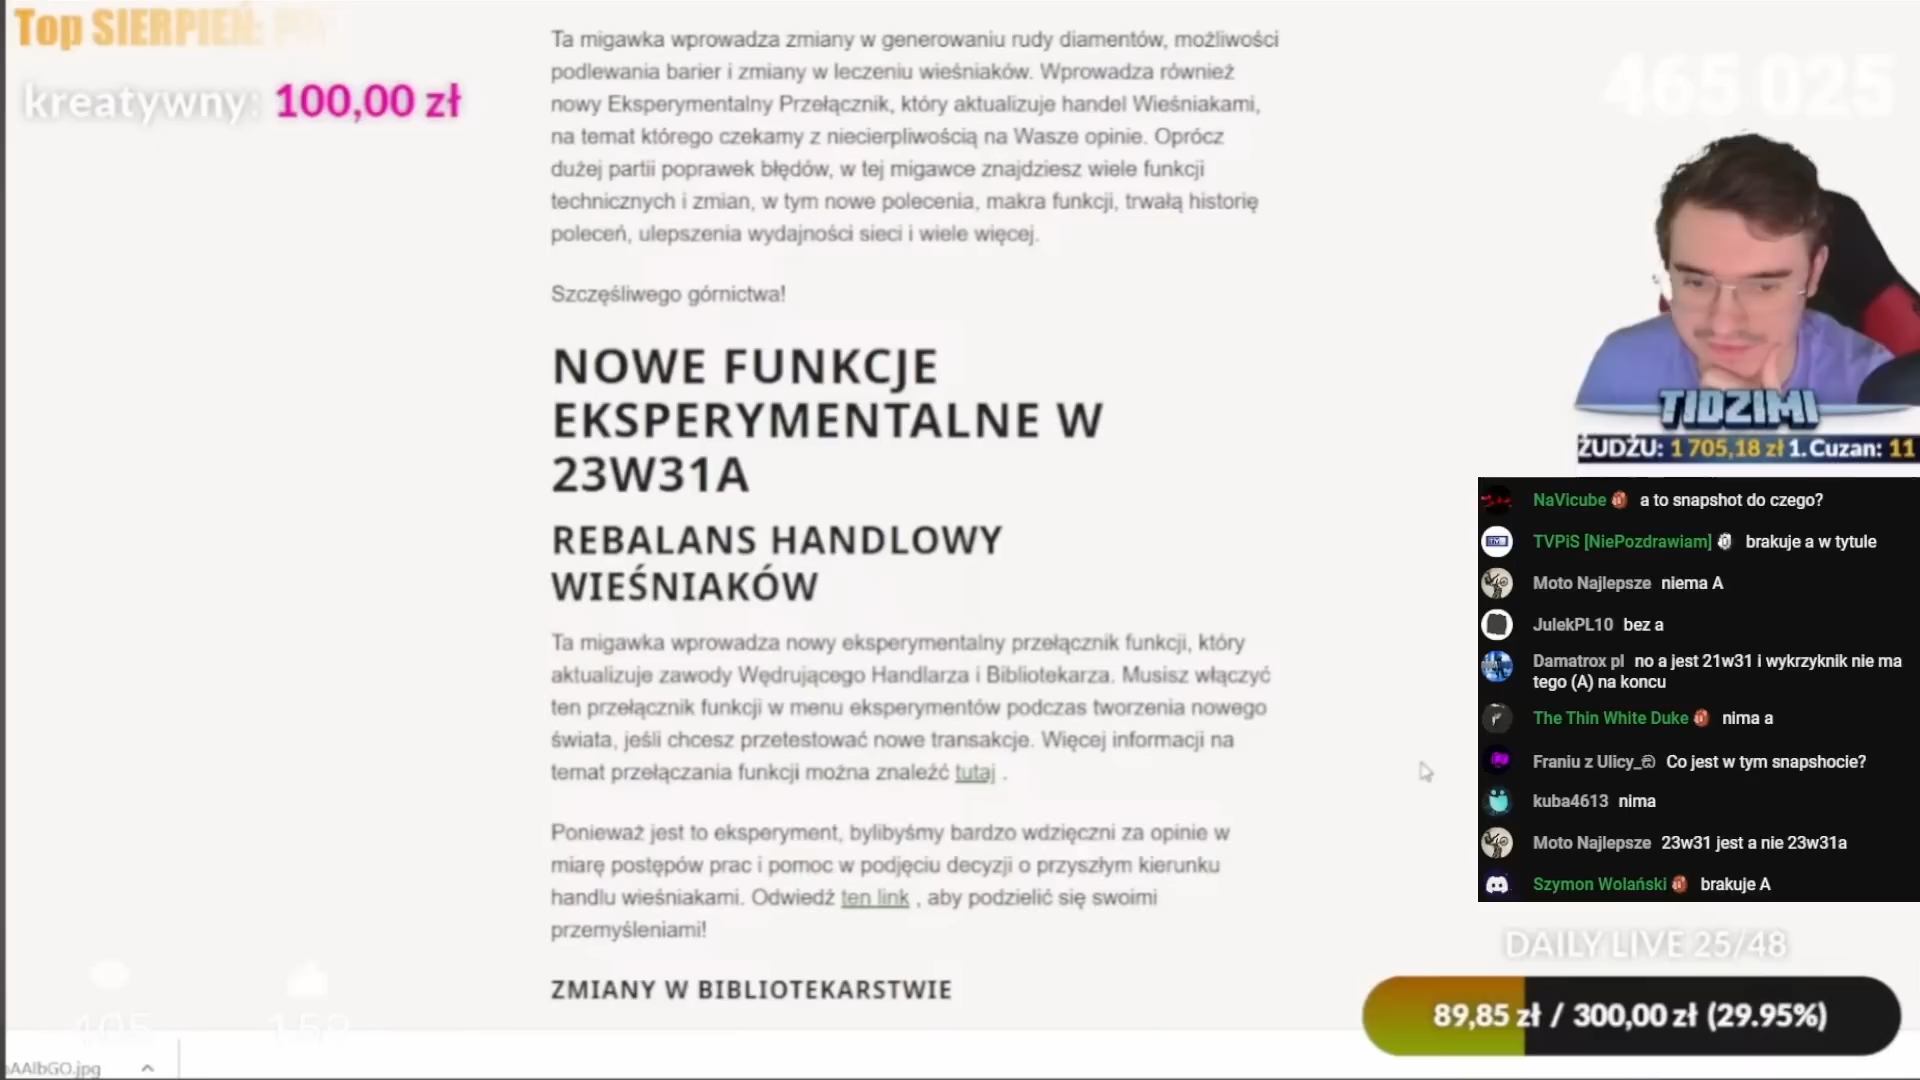 Top SIERPIEŃ:
kreatywny: 100,00 zł
Ta migawka wprowadza zmiany w generowaniu rudy diamentów, możliwości
podlewania barier i zmiany w leczeniu wieśniaków. Wprowadza również
nowy Eksperymentalny Przełącznik, który aktualizuje handel Wieśniakami,
na temat którego czekamy z niecierpliwością na Wasze opinie. Oprócz
dużej partii poprawek błędów, w tej migawce znajdziesz wiele funkcji
technicznych i zmian, w tym nowe polecenia, makra funkcji, trwałą historię
poleceń, ulepszenia wydajności sieci i wiele więcej.
Szczęśliwego górnictwa!
NOWE FUNKCJE
EKSPERYMENTALNE W
23W31A
REBALANS HANDLOWY
WIEŚNIAKÓW
Ta migawka wprowadza nowy eksperymentalny przełącznik funkcji, który
aktualizuje zawody Wędrującego Handlarza i Bibliotekarza. Musisz włączyć
ten przełącznik funkcji w menu eksperymentów podczas tworzenia nowego
świata, jeśli chcesz przetestować nowe transakcje. Więcej informacji na
temat przełączania funkcji można znaleźć tutaj .
Ponieważ jest to eksperyment, bylibyśmy bardzo wdzięczni za opinie w
miarę postępów prac i pomoc w podjęciu decyzji o przyszłym kierunku
handlu wieśniakami. Odwiedź ten link , aby podzielić się swoimi
przemyśleniami!
ZMIANY W BIBLIOTEKARSTWIE
465 025
TIDZIMI
ŻUDŻU: 1 705,18 zł 1. Cuzan: 11
NaVicube a to snapshot do czego?
TVPiS [NiePozdrawiam] brakuje a w tytule
Moto Najlepsze niema A
JulekPL10 bez a
Damatrox pl no a jest 21w31 i wykrzyknik nie ma
tego (A) na koncu
The Thin White Duke nima a
Franiu z Ulicy_ Co jest w tym snapshocie?
kuba4613 nima
Moto Najlepsze 23w31 jest a nie 23w31a
Szymon Wolański brakuje A
DAILY LIVE 25/48
89,85 zł / 300,00 zł (29.95%)
AAlbGO.jpg